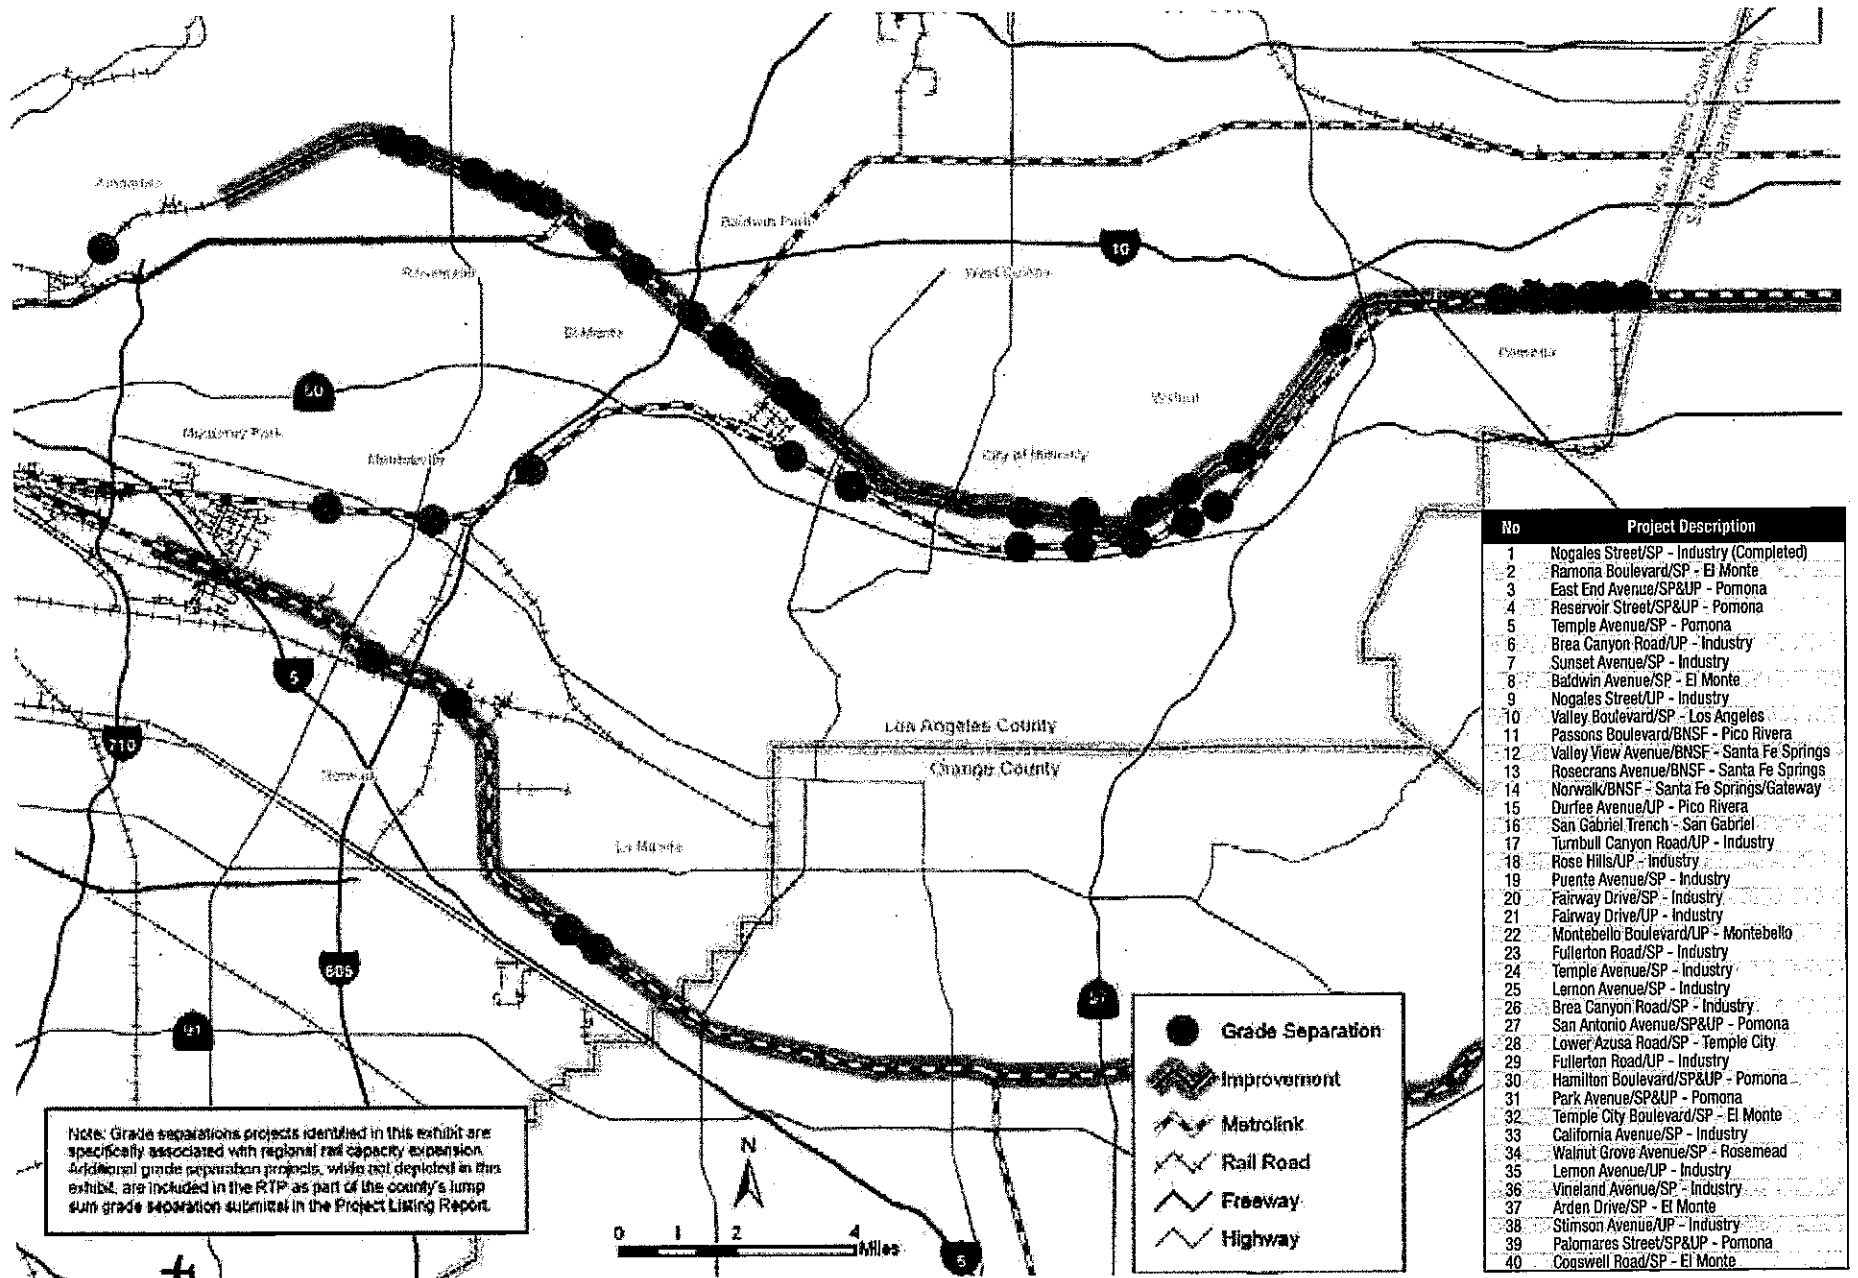 Alhambra
Baldwin Park
Rosemead
West Covina
10
El Monte
Pomona
60
Walnut
Monterey Park
Montebello
City of Industry
5
710
Los Angeles County
Orange County
Norwalk
La Mirada
605
91
Los Angeles County
San Bernardino County
No Project Description
1 Nogales Street/SP - Industry (Completed)
2 Ramona Boulevard/SP - El Monte
3 East End Avenue/SP&UP - Pomona
4 Reservoir Street/SP&UP - Pomona
5 Temple Avenue/SP - Pomona
6 Brea Canyon Road/UP - Industry
7 Sunset Avenue/SP - Industry
8 Baldwin Avenue/SP - El Monte
9 Nogales Street/UP - Industry
10 Valley Boulevard/SP - Los Angeles
11 Passons Boulevard/BNSF - Pico Rivera
12 Valley View Avenue/BNSF - Santa Fe Springs
13 Rosecrans Avenue/BNSF - Santa Fe Springs
14 Norwalk/BNSF - Santa Fe Springs/Gateway
15 Durfee Avenue/UP - Pico Rivera
16 San Gabriel Trench - San Gabriel
17 Turnbull Canyon Road/UP - Industry
18 Rose Hills/UP - Industry
19 Puente Avenue/SP - Industry
20 Fairway Drive/SP - Industry
21 Fairway Drive/UP - Industry
22 Montebello Boulevard/UP - Montebello
23 Fullerton Road/SP - Industry
24 Temple Avenue/SP - Industry
25 Lemon Avenue/SP - Industry
26 Brea Canyon Road/SP - Industry
27 San Antonio Avenue/SP&UP - Pomona
28 Lower Azusa Road/SP - Temple City
29 Fullerton Road/UP - Industry
30 Hamilton Boulevard/SP&UP - Pomona
31 Park Avenue/SP&UP - Pomona
32 Temple City Boulevard/SP - El Monte
33 California Avenue/SP - Industry
34 Walnut Grove Avenue/SP - Rosemead
35 Lemon Avenue/UP - Industry
36 Vineland Avenue/SP - Industry
37 Arden Drive/SP - El Monte
38 Stimson Avenue/UP - Industry
39 Palomares Street/SP&UP - Pomona
40 Cogswell Road/SP - El Monte
Grade Separation
Improvement
Metrolink
Rail Road
Freeway
Highway
Note: Grade separations projects identified in this exhibit are
specifically associated with regional rail capacity expansion.
Additional grade separation projects, while not depicted in this
exhibit, are included in the RTP as part of the county's lump
sum grade separation submittal in the Project Listing Report.
N
0 1 2 4
Miles
5